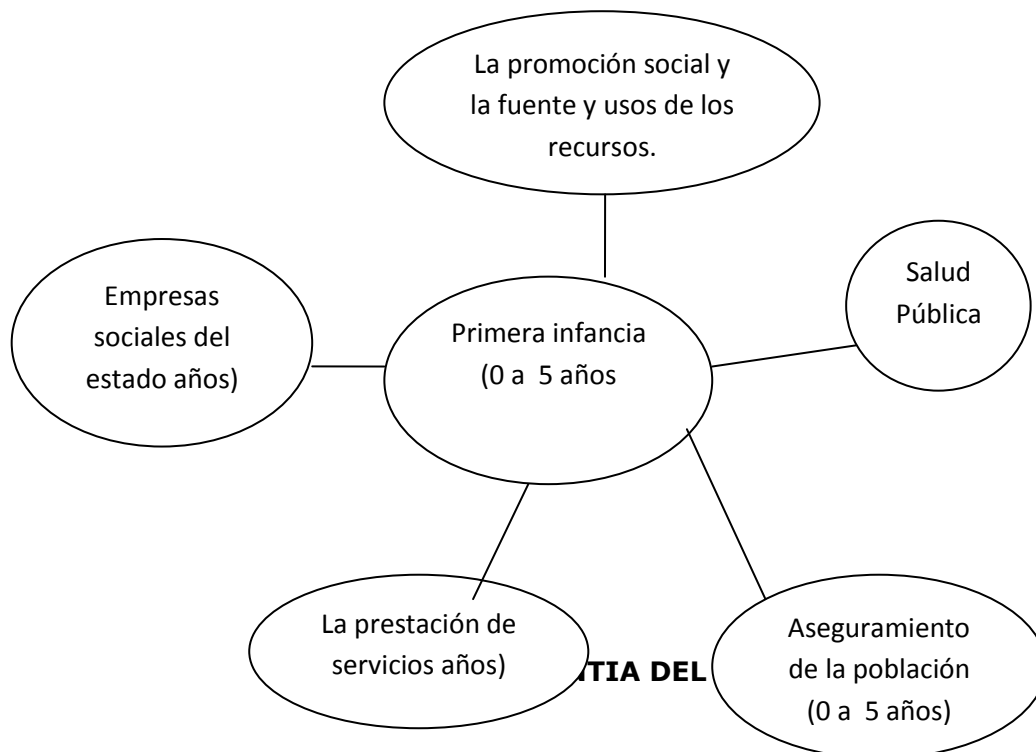 La promoción social y
la fuente y usos de los
recursos.
Salud
Pública
Empresas
sociales del
estado años)
Primera infancia
(0 a  5 años
La prestación de
servicios años)
Aseguramiento
de la población
(0 a  5 años)
DEL